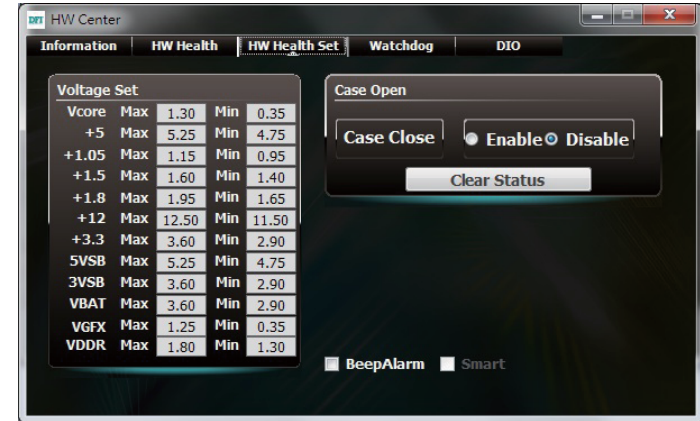 DFI HW Center
Information HW Health HW Health Set Watchdog DIO
Voltage Set
Vcore Max 1.30 Min 0.35
+5 Max 5.25 Min 4.75
+1.05 Max 1.15 Min 0.95
+1.5 Max 1.60 Min 1.40
+1.8 Max 1.95 Min 1.65
+12 Max 12.50 Min 11.50
+3.3 Max 3.60 Min 2.90
5VSB Max 5.25 Min 4.75
3VSB Max 3.60 Min 2.90
VBAT Max 3.60 Min 2.90
VGFX Max 1.25 Min 0.35
VDDR Max 1.80 Min 1.30
Case Open
Case Close Enable Disable
Clear Status
BeepAlarm Smart